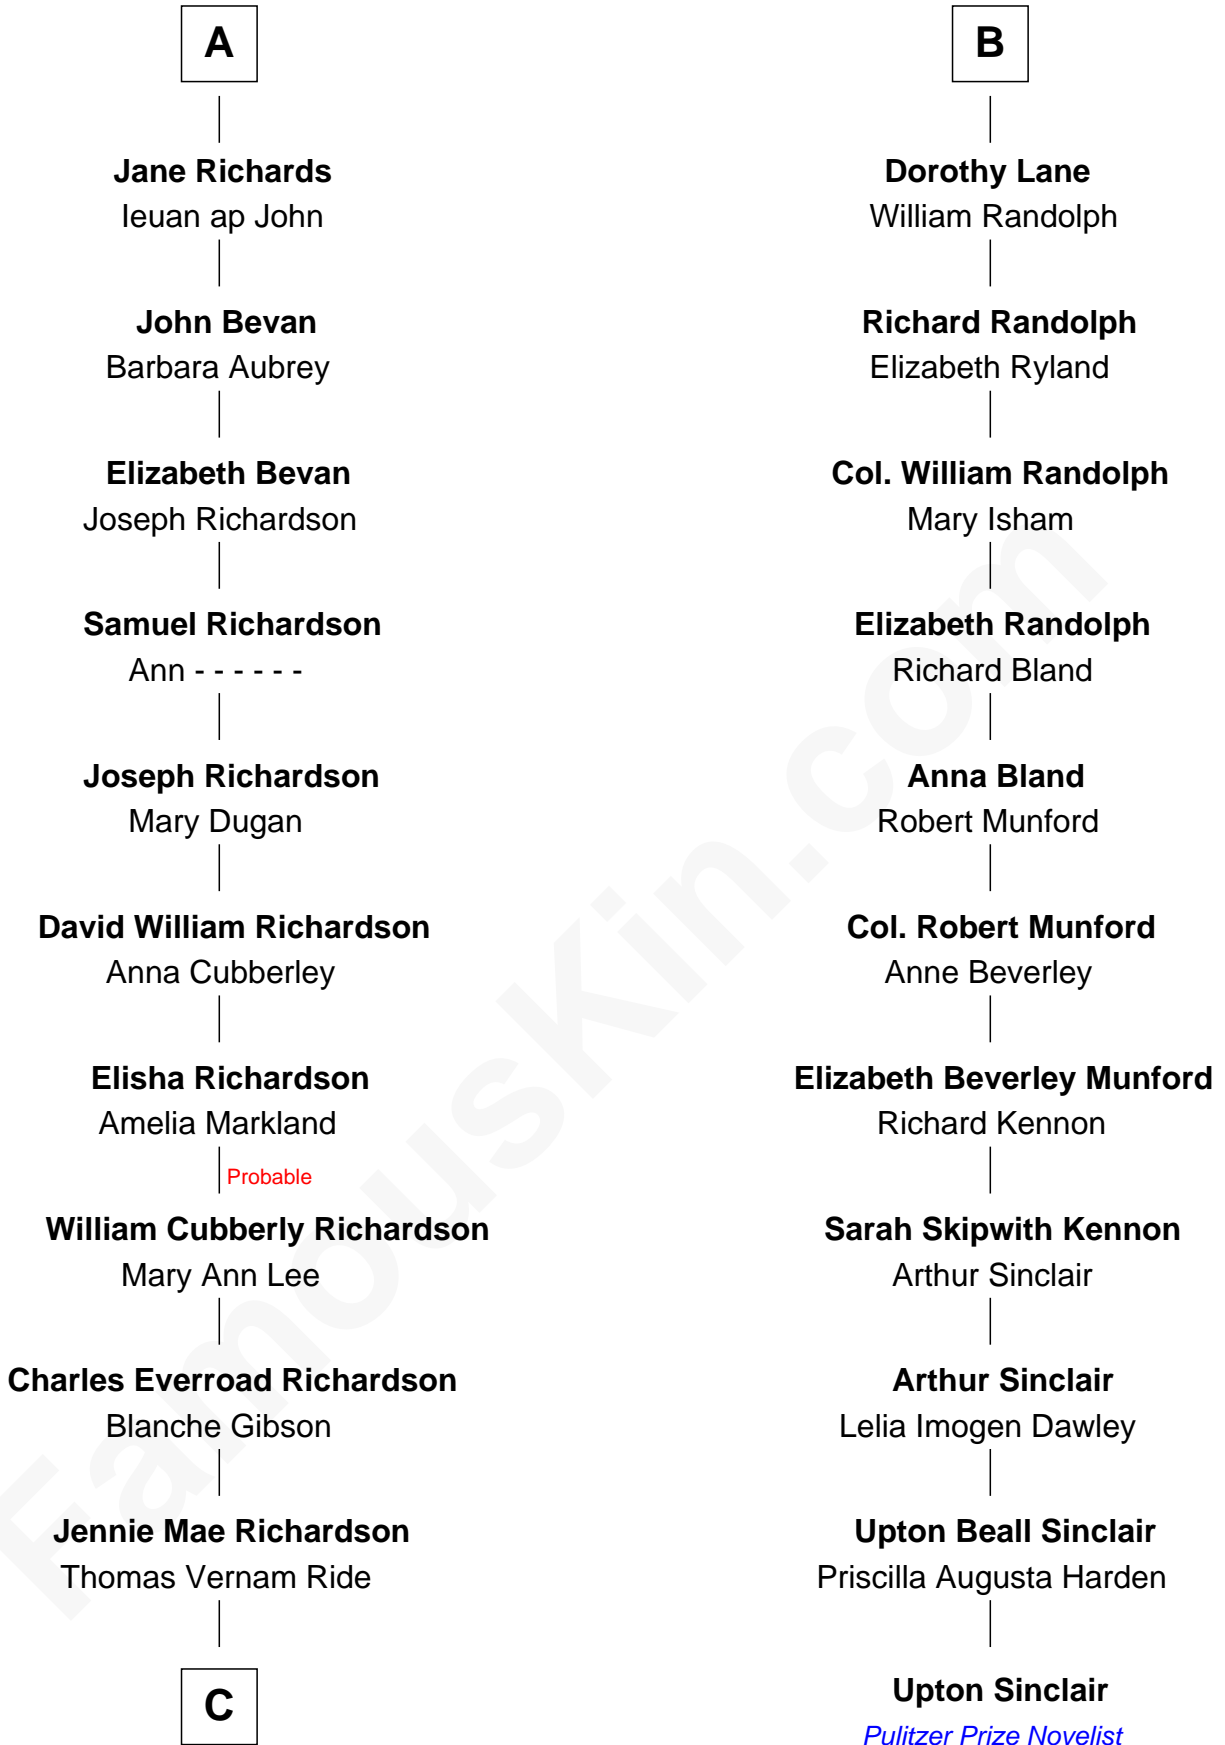 A
Jane Richards
Ieuan ap John
John Bevan
Barbara Aubrey
Elizabeth Bevan
Joseph Richardson
Samuel Richardson
Ann - - - - - -
Joseph Richardson
Mary Dugan
David William Richardson
Anna Cubberley
Elisha Richardson
Amelia Markland
Probable
William Cubberly Richardson
Mary Ann Lee
Charles Everroad Richardson
Blanche Gibson
Jennie Mae Richardson
Thomas Vernam Ride
C
B
Dorothy Lane
William Randolph
Richard Randolph
Elizabeth Ryland
Col. William Randolph
Mary Isham
Elizabeth Randolph
Richard Bland
Anna Bland
Robert Munford
Col. Robert Munford
Anne Beverley
Elizabeth Beverley Munford
Richard Kennon
Sarah Skipwith Kennon
Arthur Sinclair
Arthur Sinclair
Lelia Imogen Dawley
Upton Beall Sinclair
Priscilla Augusta Harden
Upton Sinclair
Pulitzer Prize Novelist
FamousKin.com